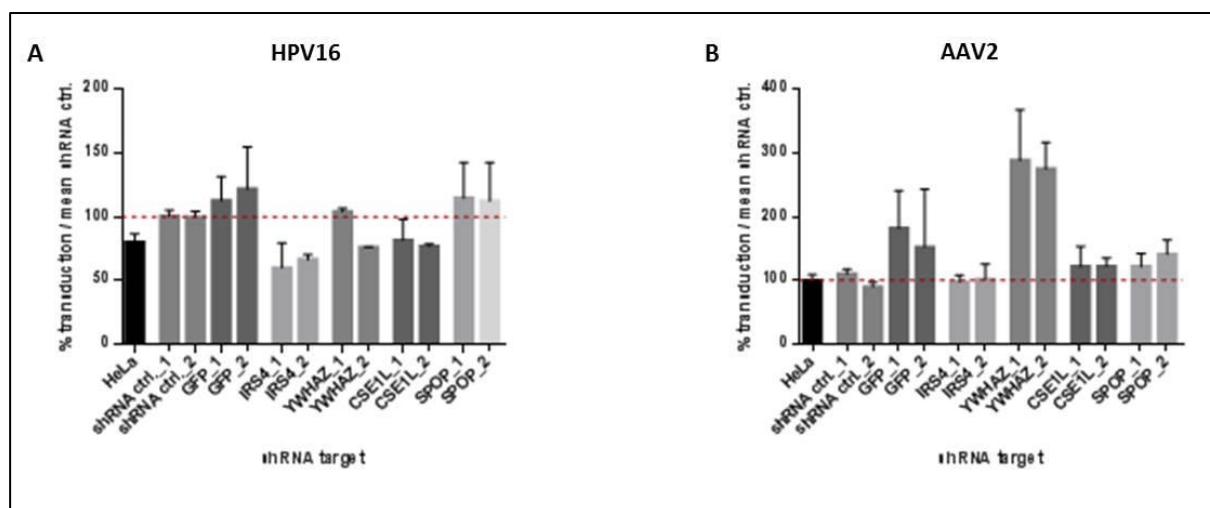 A
HPV16
% transduction / mean shRNA ctrl.
200
150
100
50
0
HeLa
shRNA ctrl._1
shRNA ctrl._2
GFP_1
GFP_2
IRS4_1
IRS4_2
YWHAZ_1
YWHAZ_2
CSE1L_1
CSE1L_2
SPOP_1
SPOP_2
shRNA target
B
AAV2
% transduction / mean shRNA ctrl.
400
300
200
100
0
HeLa
shRNA ctrl._1
shRNA ctrl._2
GFP_1
GFP_2
IRS4_1
IRS4_2
YWHAZ_1
YWHAZ_2
CSE1L_1
CSE1L_2
SPOP_1
SPOP_2
shRNA target